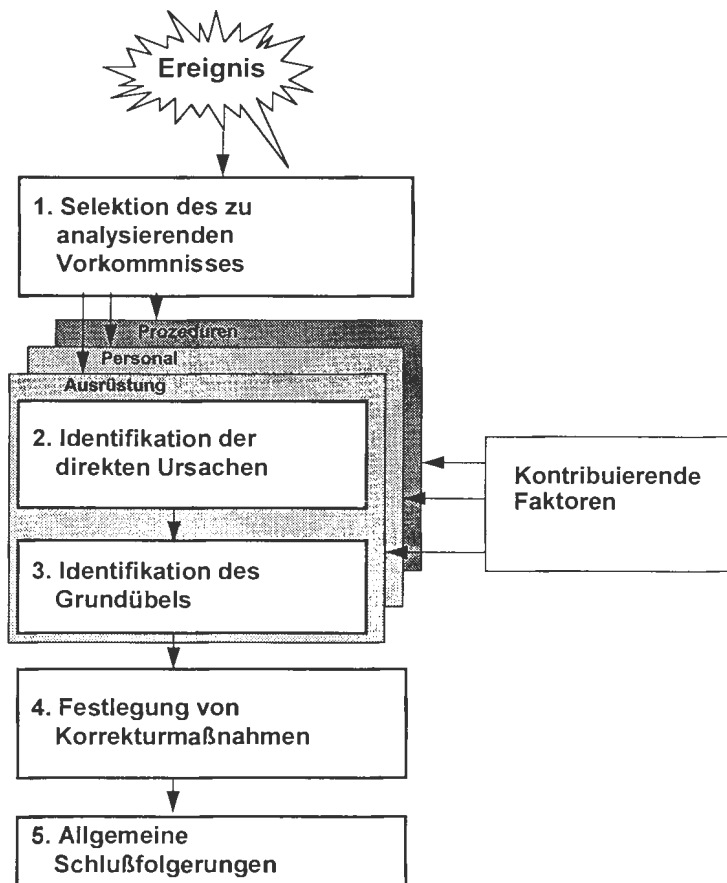 Ereignis
1. Selektion des zu
analysierenden
Vorkommnisses
Prozeduren
Personal
Ausrüstung
2. Identifikation der
direkten Ursachen
Kontribuierende
Faktoren
3. Identifikation des
Grundübels
4. Festlegung von
Korrekturmaßnahmen
5. Allgemeine
Schlußfolgerungen